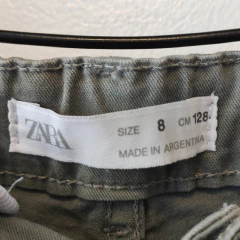 ZARA
SIZE 8 CM 128
MADE IN ARGENTINA